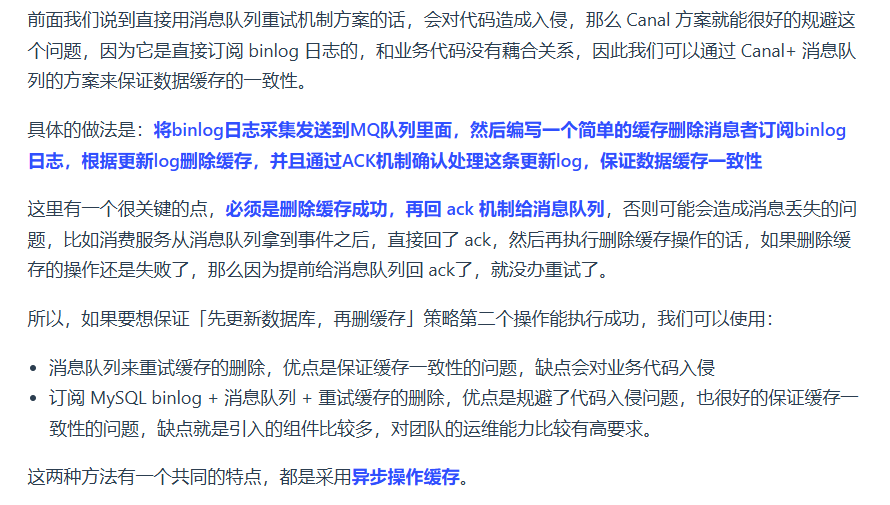 前面我们说到直接用消息队列重试机制方案的话，会对代码造成入侵，那么 Canal 方案就能很好的规避这
个问题，因为它是直接订阅 binlog 日志的，和业务代码没有藕合关系，因此我们可以通过 Canal+ 消息队
列的方案来保证数据缓存的一致性。
具体的做法是：将binlog日志采集发送到MQ队列里面，然后编写一个简单的缓存删除消息者订阅binlog
日志，根据更新log删除缓存，并且通过ACK机制确认处理这条更新log，保证数据缓存一致性
这里有一个很关键的点，必须是删除缓存成功，再回 ack 机制给消息队列，否则可能会造成消息丢失的问
题，比如消费服务从消息队列拿到事件之后，直接回了 ack，然后再执行删除缓存操作的话，如果删除缓
存的操作还是失败了，那么因为提前给消息队列回 ack了，就没办重试了。
所以，如果要想保证「先更新数据库，再删缓存」策略第二个操作能执行成功，我们可以使用：
• 消息队列来重试缓存的删除，优点是保证缓存一致性的问题，缺点会对业务代码入侵
• 订阅 MySQL binlog + 消息队列 + 重试缓存的删除，优点是规避了代码入侵问题，也很好的保证缓存一
致性的问题，缺点就是引入的组件比较多，对团队的运维能力比较有高要求。
这两种方法有一个共同的特点，都是采用异步操作缓存。